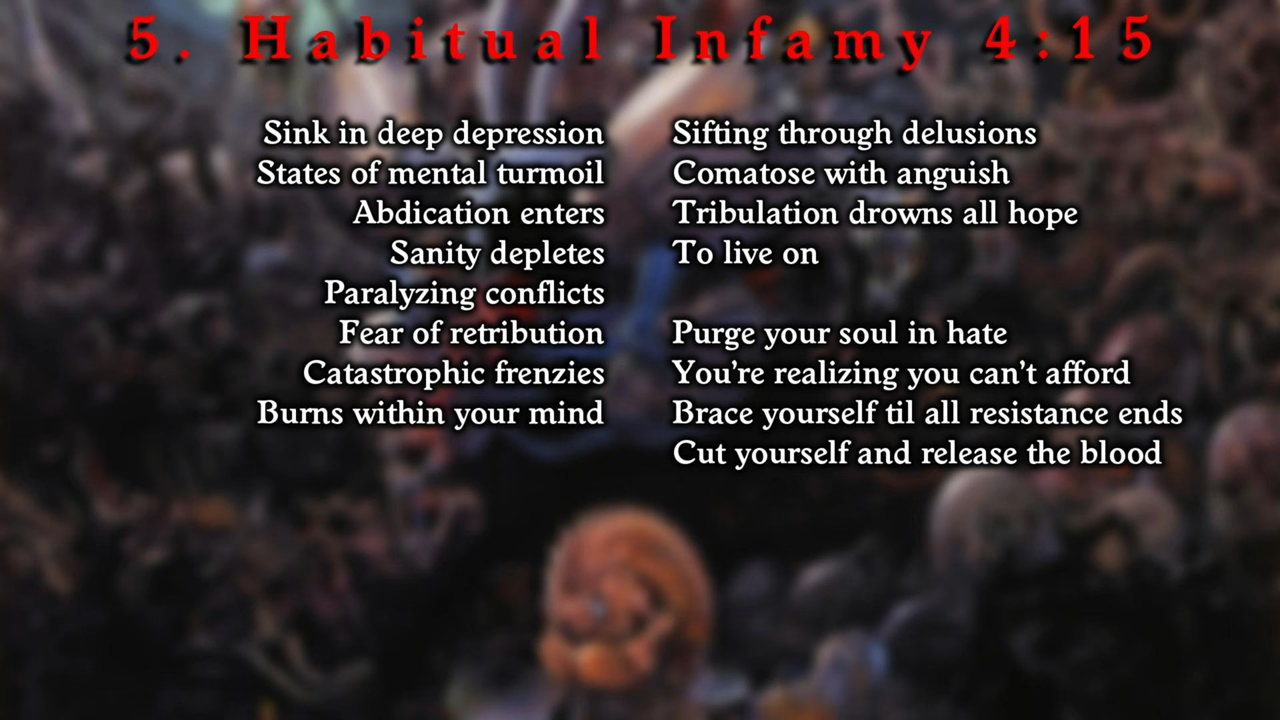 5. Habitual Infamy 4:15
Sink in deep depression
States of mental turmoil
Abdication enters
Sanity depletes
Paralyzing conflicts
Fear of retribution
Catastrophic frenzies
Burns within your mind
Sifting through delusions
Comatose with anguish
Tribulation drowns all hope
To live on
Purge your soul in hate
You're realizing you can't afford
Brace yourself til all resistance ends
Cut yourself and release the blood